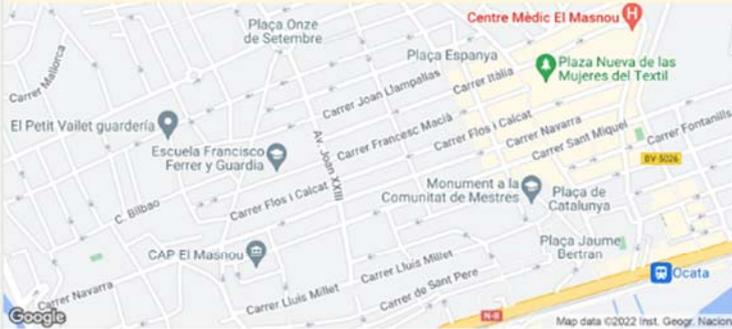 Centre Mèdic El Masnou
H
Plaça Onze
de Setembre
Plaça Espanya
Plaza Nueva de las
Mujeres del Textil
Carrer Mallorca
Carrer Itàlia
Carrer Joan Llampallas
El Petit Vailet guardería
Carrer Flos i Calcat
Carrer Navarra
Carrer Fontanills
Carrer Francesc Macià
Carrer Sant Miquel
Av. Joan XXIII
Escuela Francisco
Ferrer y Guardia
BV-5026
Monument a la
Comunitat de Mestres
Plaça de
Catalunya
C. Bilbao
Carrer Flos i Calcat
Plaça Jaume
Bertran
CAP El Masnou
Carrer Lluís Millet
Ocata
Carrer de Sant Pere
Carrer Navarra
Carrer Lluís Millet
N-II
Google
Map data ©2022 Inst. Geogr. Nacion